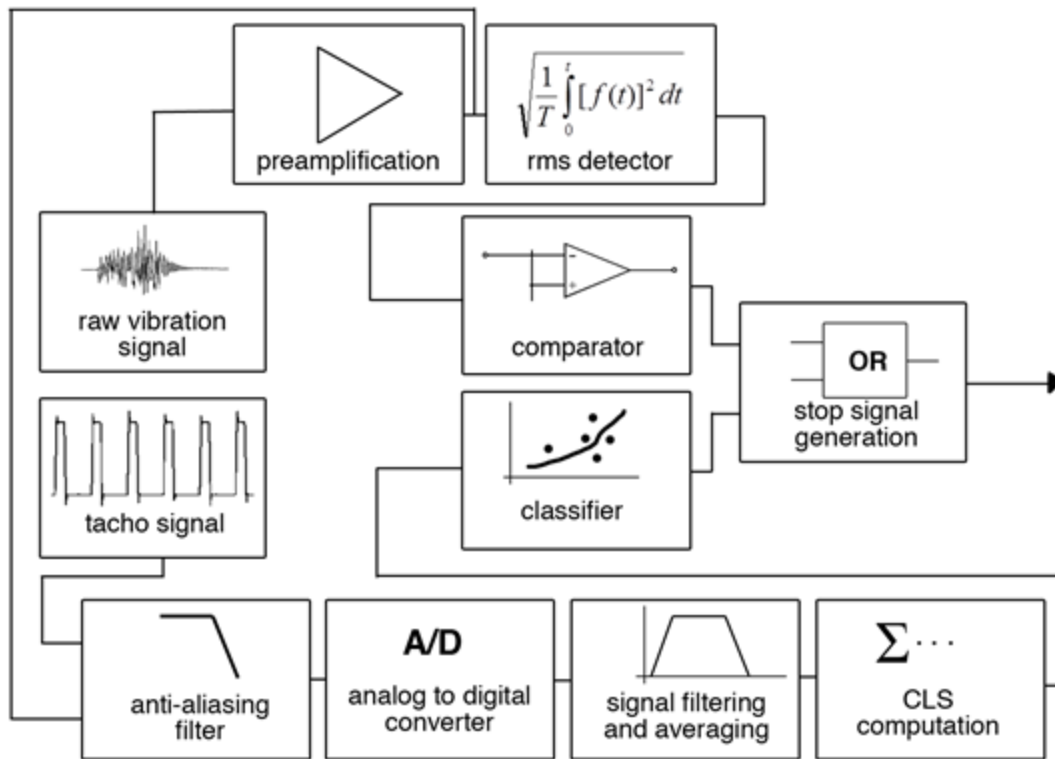 √(1/T ∫₀ᵗ [f(t)]² dt)
preamplification
rms detector
raw vibration
signal
−
+
comparator
OR
stop signal
generation
tacho signal
classifier
A/D
Σ ···
anti-aliasing
filter
analog to digital
converter
signal filtering
and averaging
CLS
computation